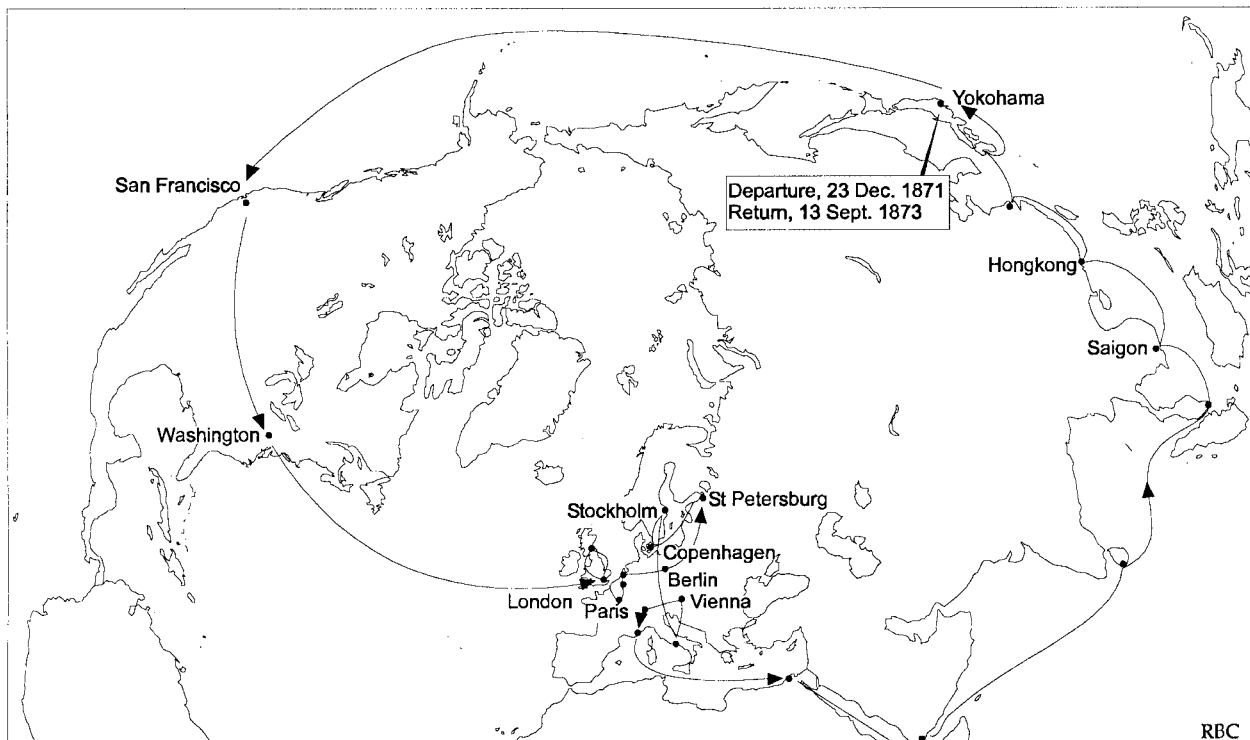 Yokohama
San Francisco
Departure, 23 Dec. 1871
Return, 13 Sept. 1873
Hongkong
Saigon
Washington
St Petersburg
Stockholm
Copenhagen
Berlin
London
Paris
Vienna
RBC